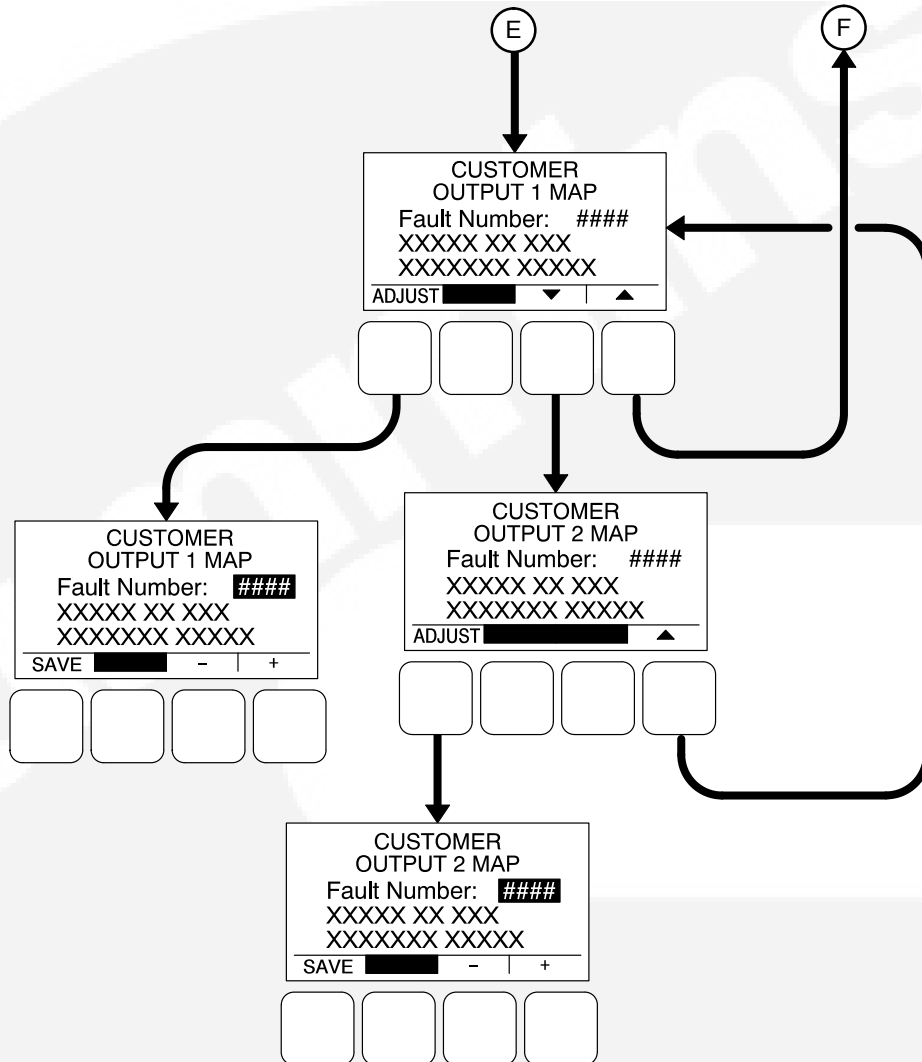 E
F
CUSTOMER
OUTPUT 1 MAP
Fault Number: ####
XXXXX XX XXX
XXXXXXX XXXXX
ADJUST ▼ ▲
CUSTOMER
OUTPUT 1 MAP
Fault Number: ####
XXXXX XX XXX
XXXXXXX XXXXX
SAVE – +
CUSTOMER
OUTPUT 2 MAP
Fault Number: ####
XXXXX XX XXX
XXXXXXX XXXXX
ADJUST ▲
CUSTOMER
OUTPUT 2 MAP
Fault Number: ####
XXXXX XX XXX
XXXXXXX XXXXX
SAVE – +